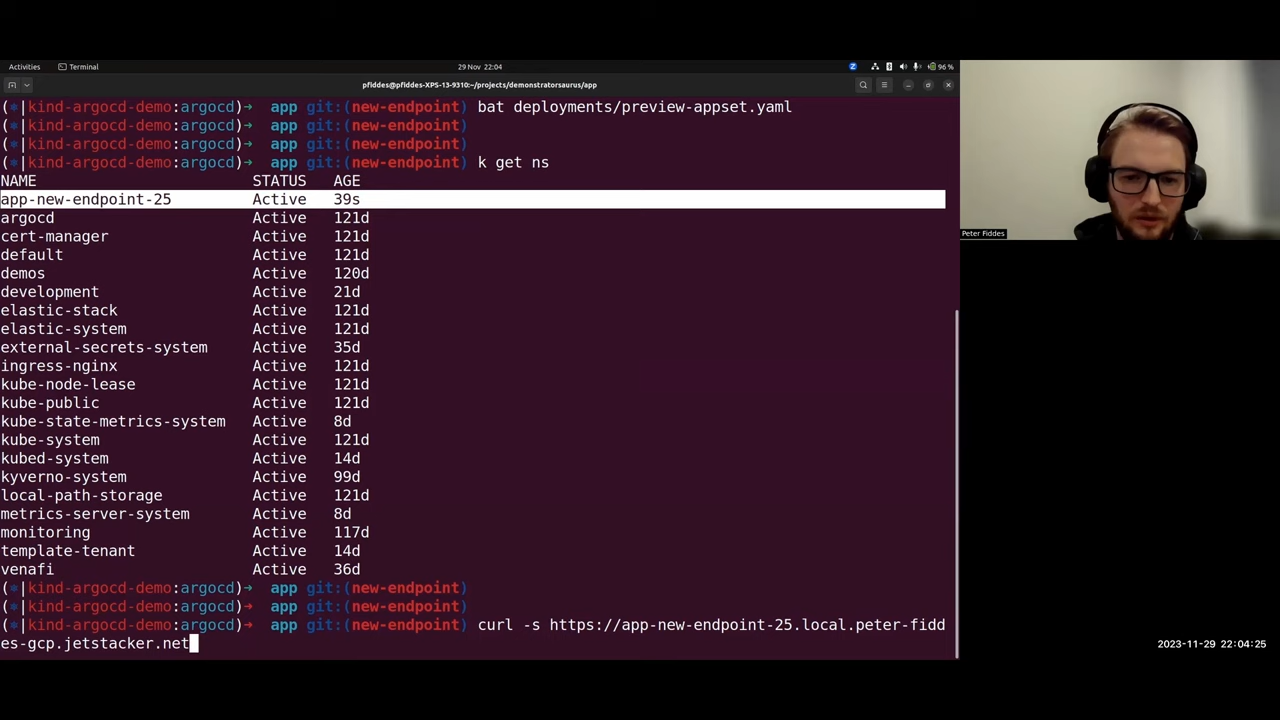 Activities Terminal 29 Nov 22:04 96 %
pfiddes@pfiddes-XPS-13-9310:~/projects/demonstratorsaurus/app
(⎈|kind-argocd-demo:argocd)➜ app git:(new-endpoint) bat deployments/preview-appset.yaml
(⎈|kind-argocd-demo:argocd)➜ app git:(new-endpoint)
(⎈|kind-argocd-demo:argocd)➜ app git:(new-endpoint)
(⎈|kind-argocd-demo:argocd)➜ app git:(new-endpoint) k get ns
NAME STATUS AGE
app-new-endpoint-25 Active 39s
argocd Active 121d
cert-manager Active 121d
default Active 121d
demos Active 120d
development Active 21d
elastic-stack Active 121d
elastic-system Active 121d
external-secrets-system Active 35d
ingress-nginx Active 121d
kube-node-lease Active 121d
kube-public Active 121d
kube-state-metrics-system Active 8d
kube-system Active 121d
kubed-system Active 14d
kyverno-system Active 99d
local-path-storage Active 121d
metrics-server-system Active 8d
monitoring Active 117d
template-tenant Active 14d
venafi Active 36d
(⎈|kind-argocd-demo:argocd)➜ app git:(new-endpoint)
(⎈|kind-argocd-demo:argocd)➜ app git:(new-endpoint)
(⎈|kind-argocd-demo:argocd)➜ app git:(new-endpoint) curl -s https://app-new-endpoint-25.local.peter-fidd
es-gcp.jetstacker.net
Peter Fiddes
2023-11-29 22:04:25